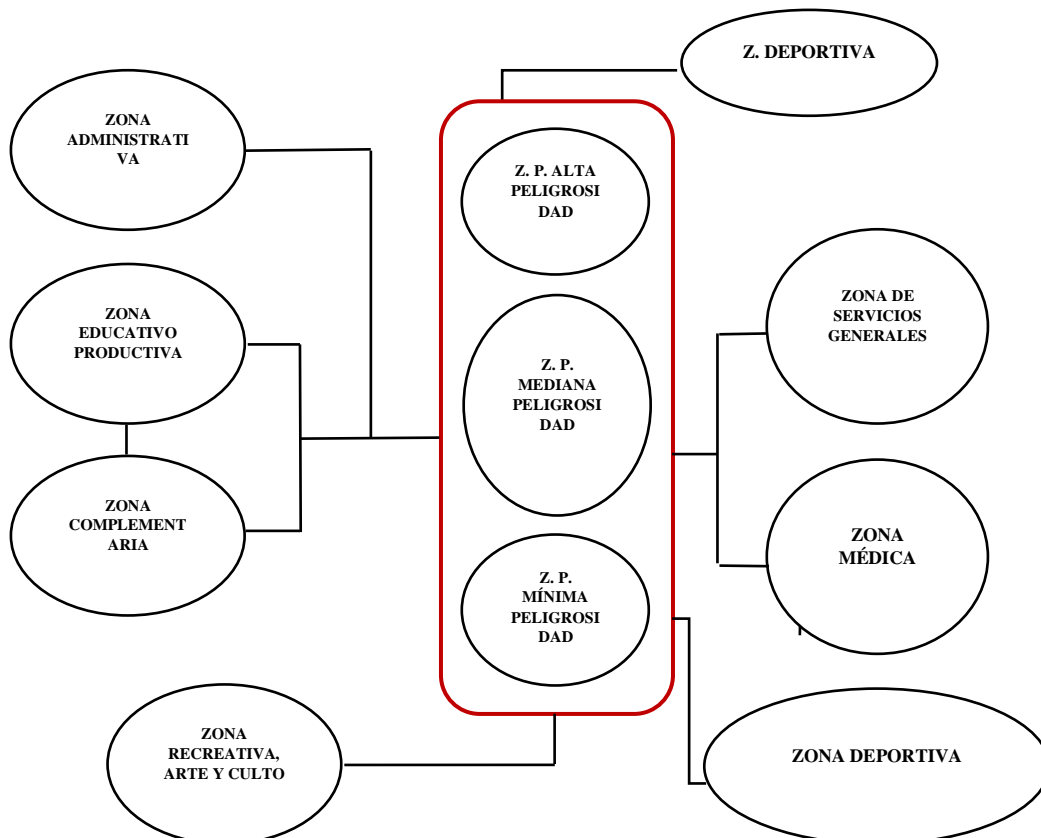 Z. DEPORTIVA
ZONA
ADMINISTRATI
VA
Z. P. ALTA
PELIGROSI
DAD
ZONA
EDUCATIVO
PRODUCTIVA
ZONA DE
SERVICIOS
GENERALES
Z. P.
MEDIANA
PELIGROSI
DAD
ZONA
COMPLEMENT
ARIA
ZONA
MÉDICA
Z. P.
MÍNIMA
PELIGROSI
DAD
ZONA
RECREATIVA,
ARTE Y CULTO
ZONA DEPORTIVA